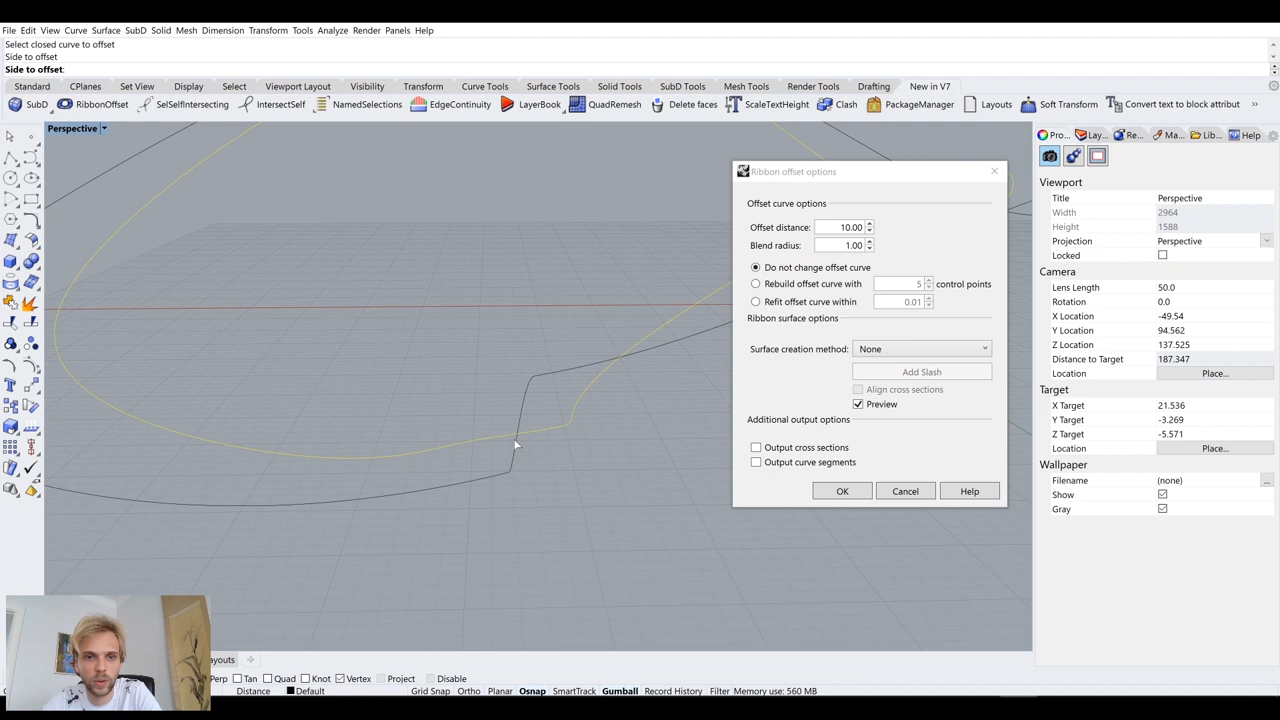 File Edit View Curve Surface SubD Solid Mesh Dimension Transform Tools Analyze Render Panels Help
Select closed curve to offset
Side to offset
Side to offset:
Standard CPlanes Set View Display Select Viewport Layout Visibility Transform Curve Tools Surface Tools Solid Tools SubD Tools Mesh Tools Render Tools Drafting New in V7
SubD RibbonOffset SelSelfIntersecting IntersectSelf NamedSelections EdgeContinuity LayerBook QuadRemesh Delete faces ScaleTextHeight Clash PackageManager Layouts Soft Transform Convert text to block attribut »
Perspective
Ribbon offset options
Offset curve options
Offset distance: 10.00
Blend radius: 1.00
Do not change offset curve
Rebuild offset curve with 5 control points
Refit offset curve within 0.01
Ribbon surface options
Surface creation method: None
Add Slash
Align cross sections
Preview
Additional output options
Output cross sections
Output curve segments
OK Cancel Help
Pro... Lay... Re... Ma... Lib... Help
Viewport
Title Perspective
Width 2964
Height 1588
Projection Perspective
Locked
Camera
Lens Length 50.0
Rotation 0.0
X Location -49.54
Y Location 94.562
Z Location 137.525
Distance to Target 187.347
Location Place...
Target
X Target 21.536
Y Target -3.269
Z Target -5.571
Location Place...
Wallpaper
Filename (none) ...
Show
Gray
ayouts
Perp Tan Quad Knot Vertex Project Disable
Distance Default Grid Snap Ortho Planar Osnap SmartTrack Gumball Record History Filter Memory use: 560 MB